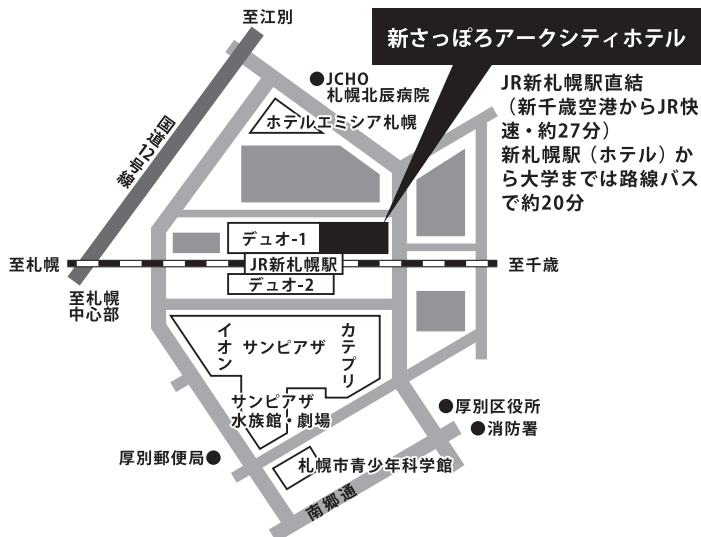 至江別
新さっぽろアークシティホテル
JCHO
札幌北辰病院
JR新札幌駅直結
（新千歳空港からJR快
速・約27分）
新札幌駅（ホテル）か
ら大学までは路線バス
で約20分
ホテルエミシア札幌
国道12号線
デュオ-1
至札幌
JR新札幌駅
至千歳
デュオ-2
至札幌
中心部
イオン
サンピアザ
カテプリ
サンピアザ
水族館・劇場
厚別区役所
消防署
厚別郵便局
札幌市青少年科学館
南郷通